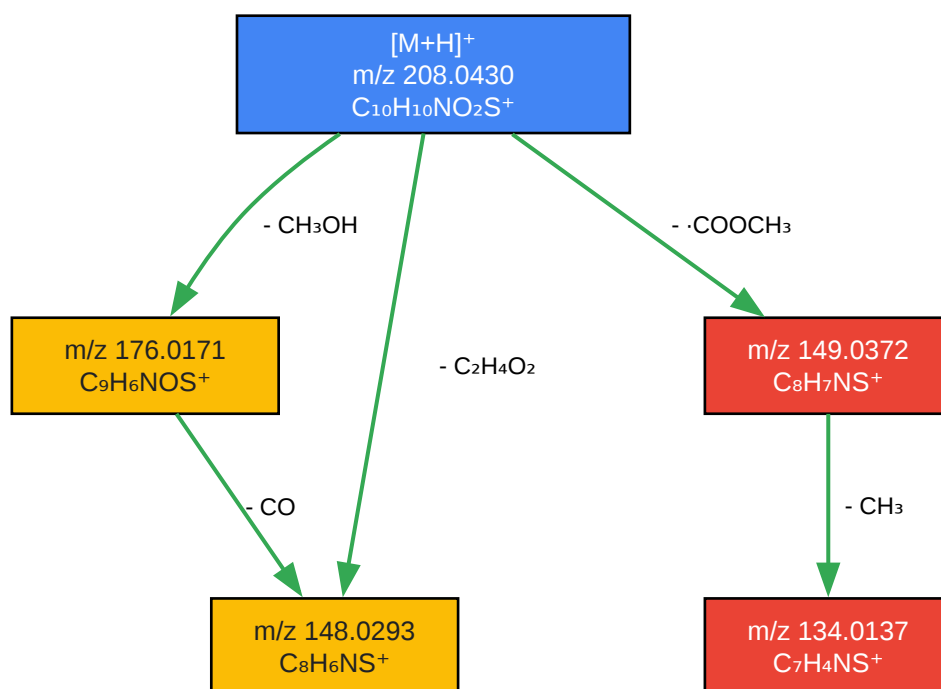 [M+H]⁺
m/z 208.0430
C₁₀H₁₀NO₂S⁺
- CH₃OH
- ·COOCH₃
m/z 176.0171
C₉H₆NOS⁺
- C₂H₄O₂
m/z 149.0372
C₈H₇NS⁺
- CO
- CH₃
m/z 148.0293
C₈H₆NS⁺
m/z 134.0137
C₇H₄NS⁺